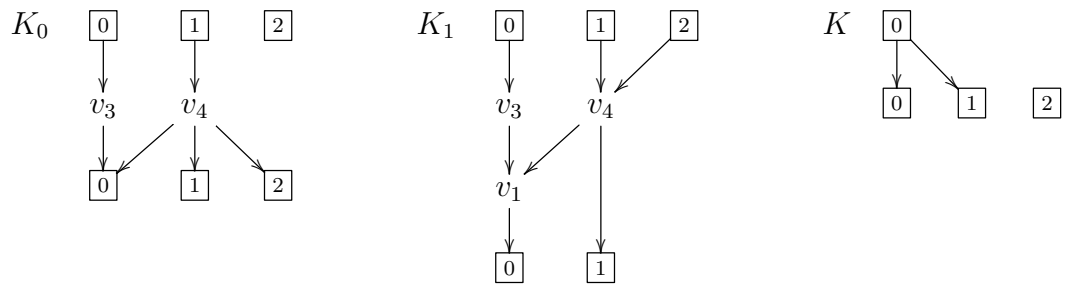 K₀ 0 1 2 K₁ 0 1 2 K 0
v₃ v₄ v₃ v₄ 0 1 2
0 1 2 v₁
0 1